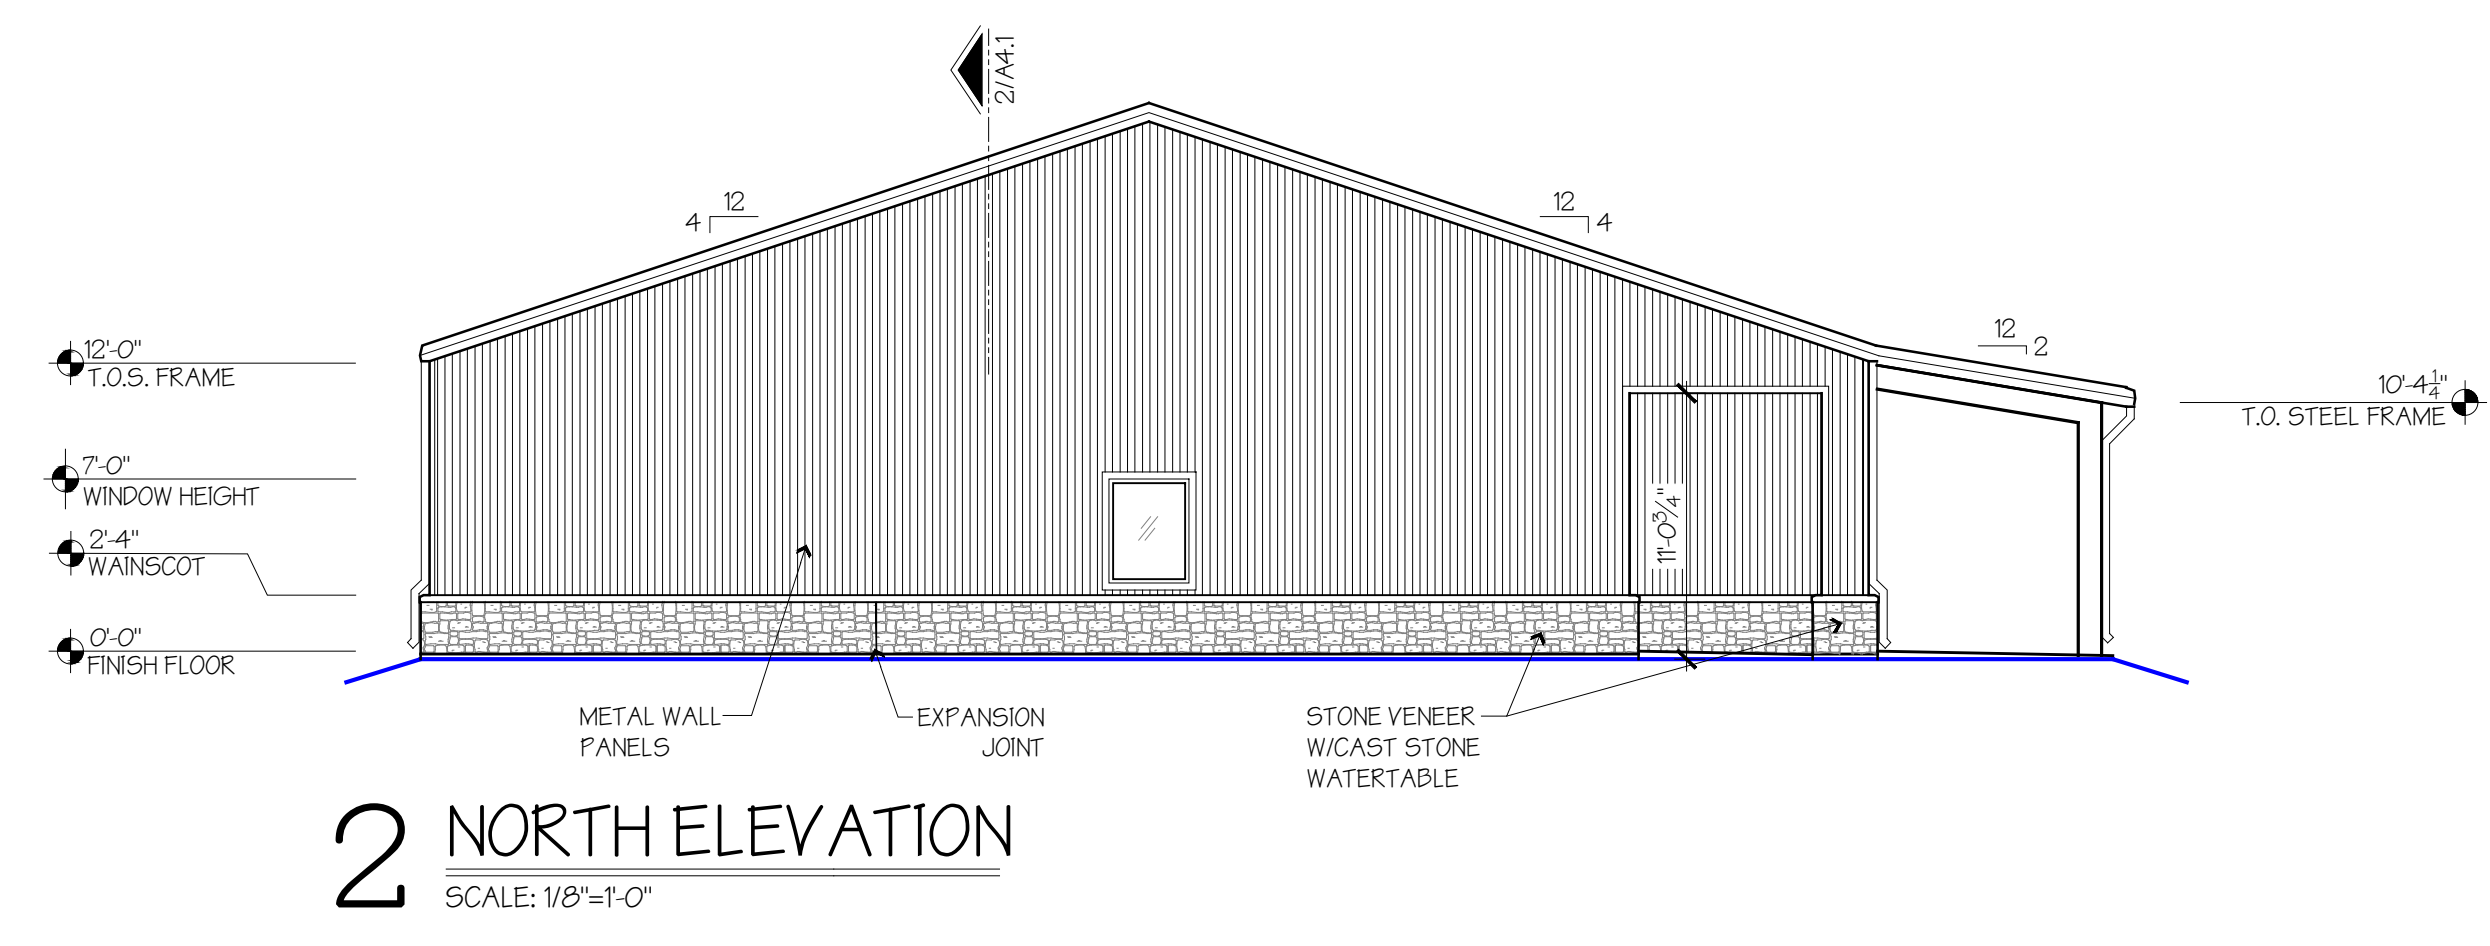 2/A4.1
12
4
12
4
12
2
12'-0"
T.O.S. FRAME
10'-4¼"
T.O. STEEL FRAME
7'-0"
WINDOW HEIGHT
11'-0¾"
2'-4"
WAINSCOT
0'-0"
FINISH FLOOR
METAL WALL
PANELS
EXPANSION
JOINT
STONE VENEER
W/CAST STONE
WATERTABLE
2 NORTH ELEVATION
SCALE: 1/8"=1'-0"